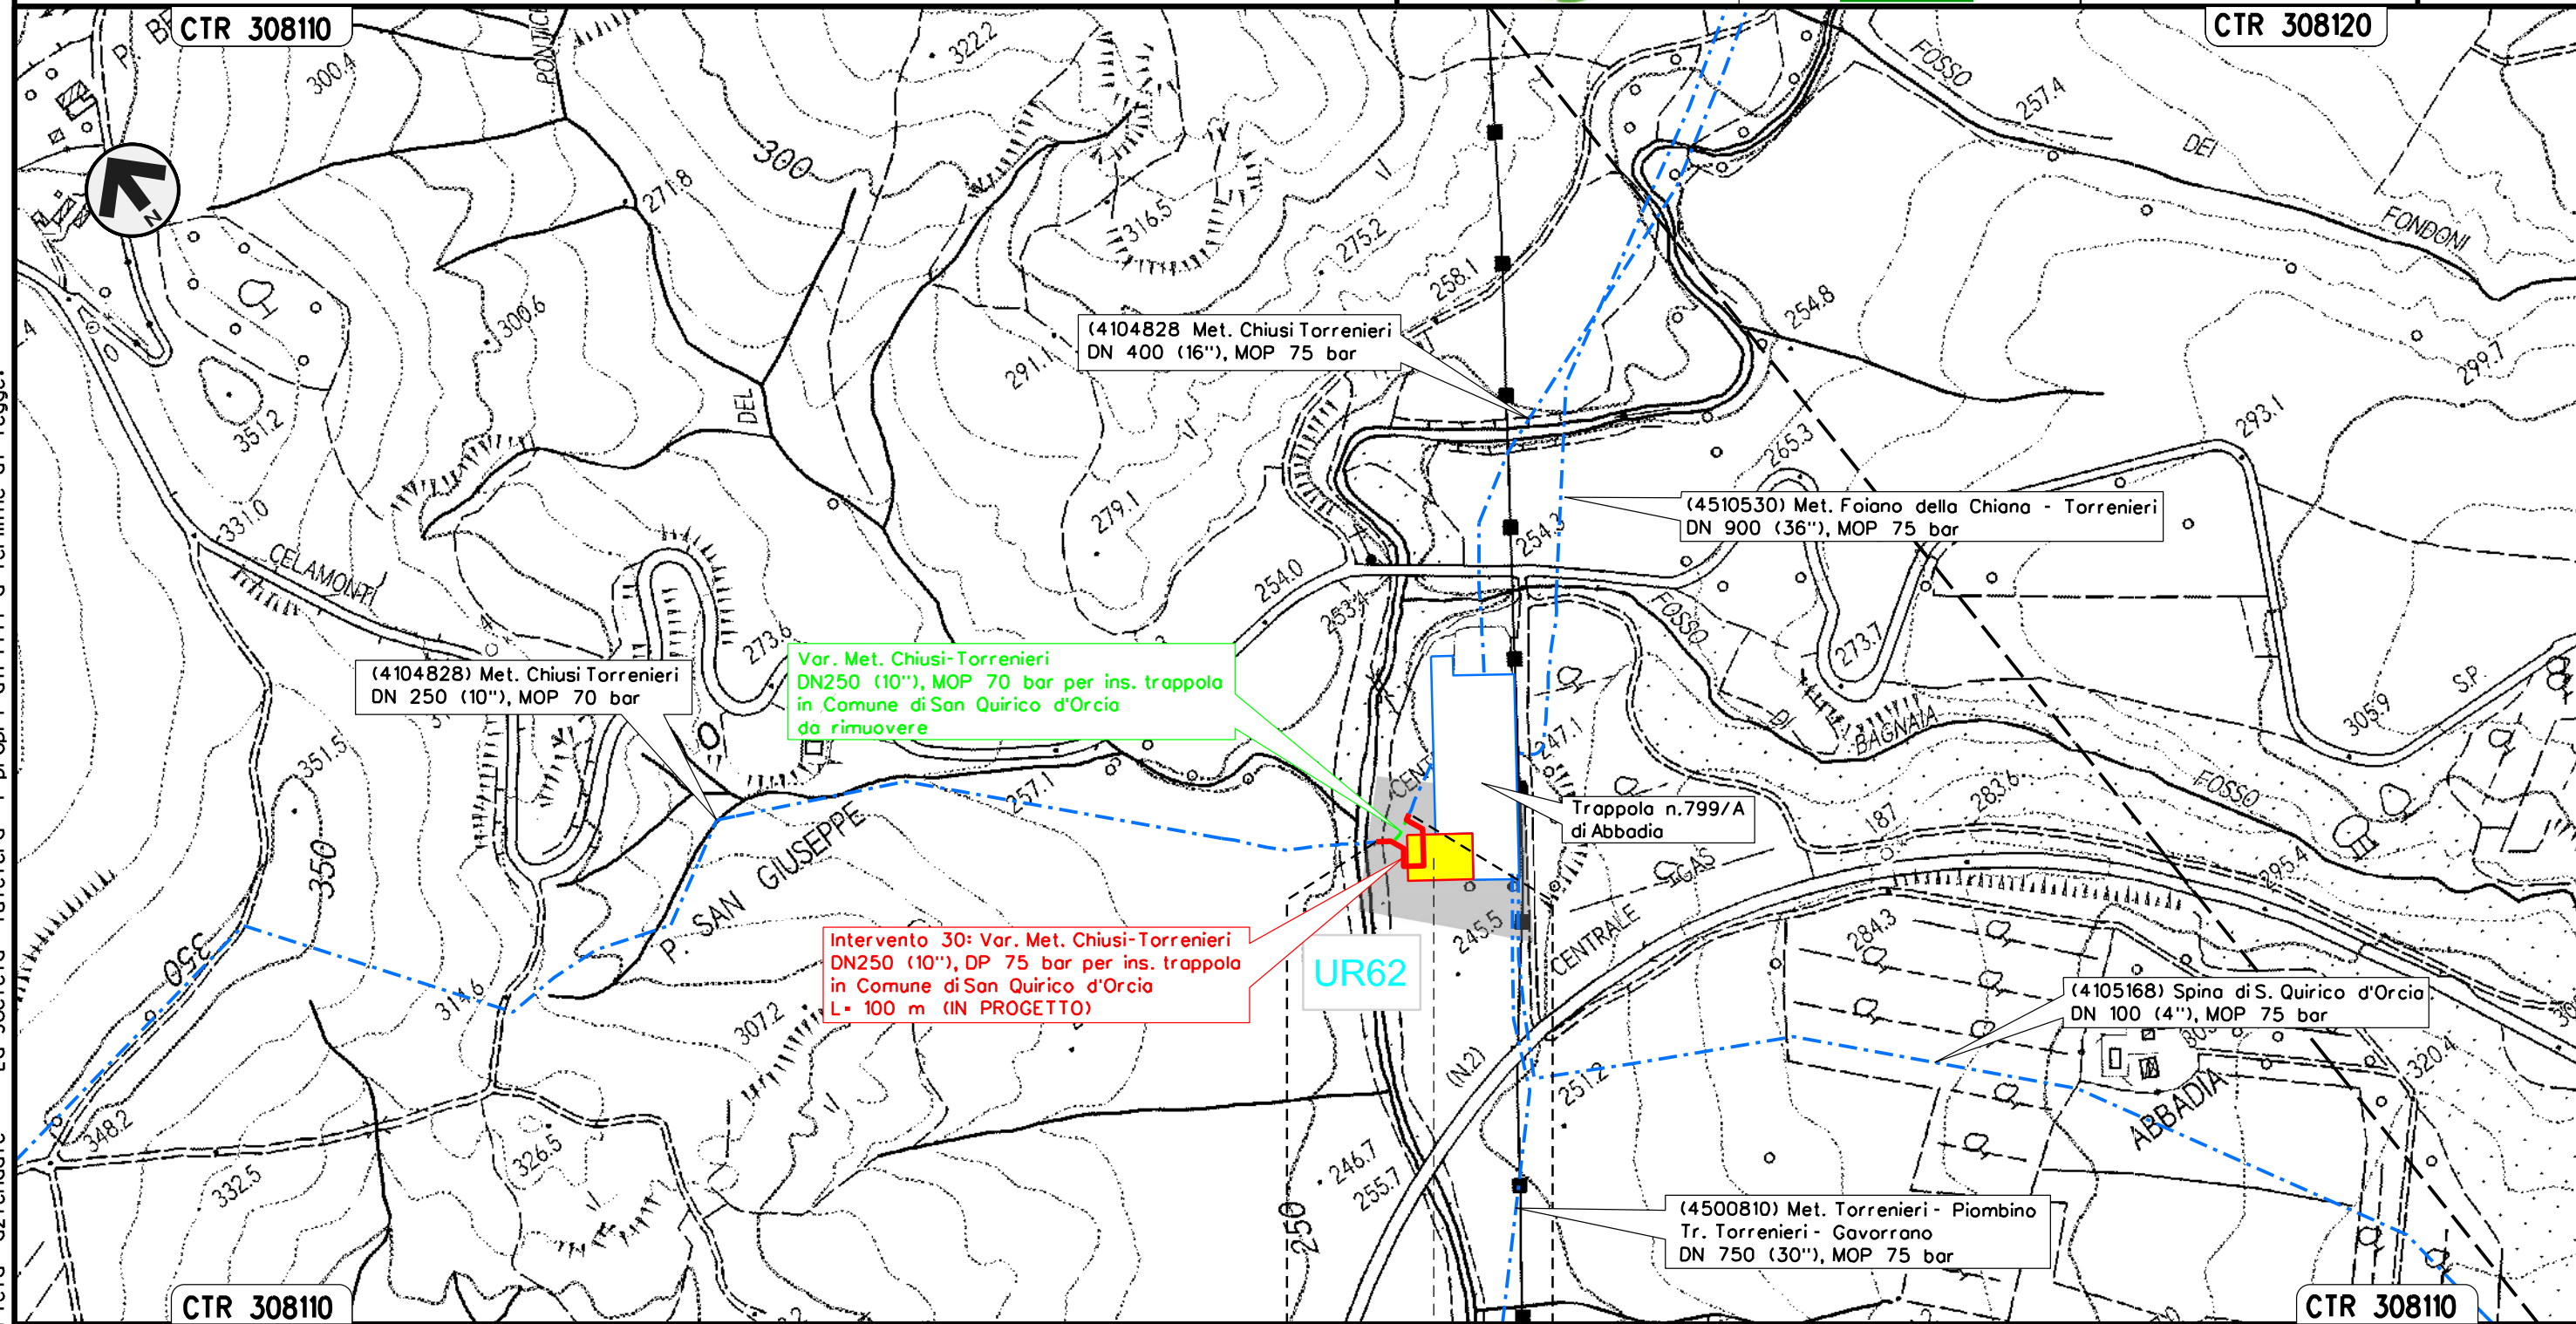 CTR 308110
CTR 308120
P. BE
PONTICE
322.2
300.4
FOSSO
257.4
DEI
FONDONI
N
300
271.8
316.5
275.2
258.1
254.8
300.6
(4104828 Met. Chiusi Torrenieri
DN 400 (16''), MOP 75 bar
291.1
299.7
351.2
DEL
293.1
265.3
279.1
(4510530) Met. Foiano della Chiana - Torrenieri
DN 900 (36''), MOP 75 bar
254.3
331.0
CELAMONTI
254.0
253.4
FOSSO
273.6
273.7
Var. Met. Chiusi-Torrenieri
DN250 (10''), MOP 70 bar per ins. trappola
in Comune di San Quirico d'Orcia
da rimuovere
(4104828) Met. Chiusi Torrenieri
DN 250 (10''), MOP 70 bar
S.P.
305.9
DI
BAGNAIA
247.1
351.5
257.1
CENT
FOSSO
283.6
187
Trappola n.799/A
di Abbadia
P. SAN GIUSEPPE
350
GAS
295.4
350
245.5
CENTRALE
284.3
Intervento 30: Var. Met. Chiusi-Torrenieri
DN250 (10''), DP 75 bar per ins. trappola
in Comune di San Quirico d'Orcia
L= 100 m (IN PROGETTO)
UR62
314.6
307.2
(4105168) Spina di S. Quirico d'Orcia
DN 100 (4''), MOP 75 bar
(N.2)
251.2
320.4
ABBADIA
348.2
326.5
332.5
246.7
255.7
250
(4500810) Met. Torrenieri - Piombino
Tr. Torrenieri - Gavorrano
DN 750 (30''), MOP 75 bar
CTR 308110
CTR 308110